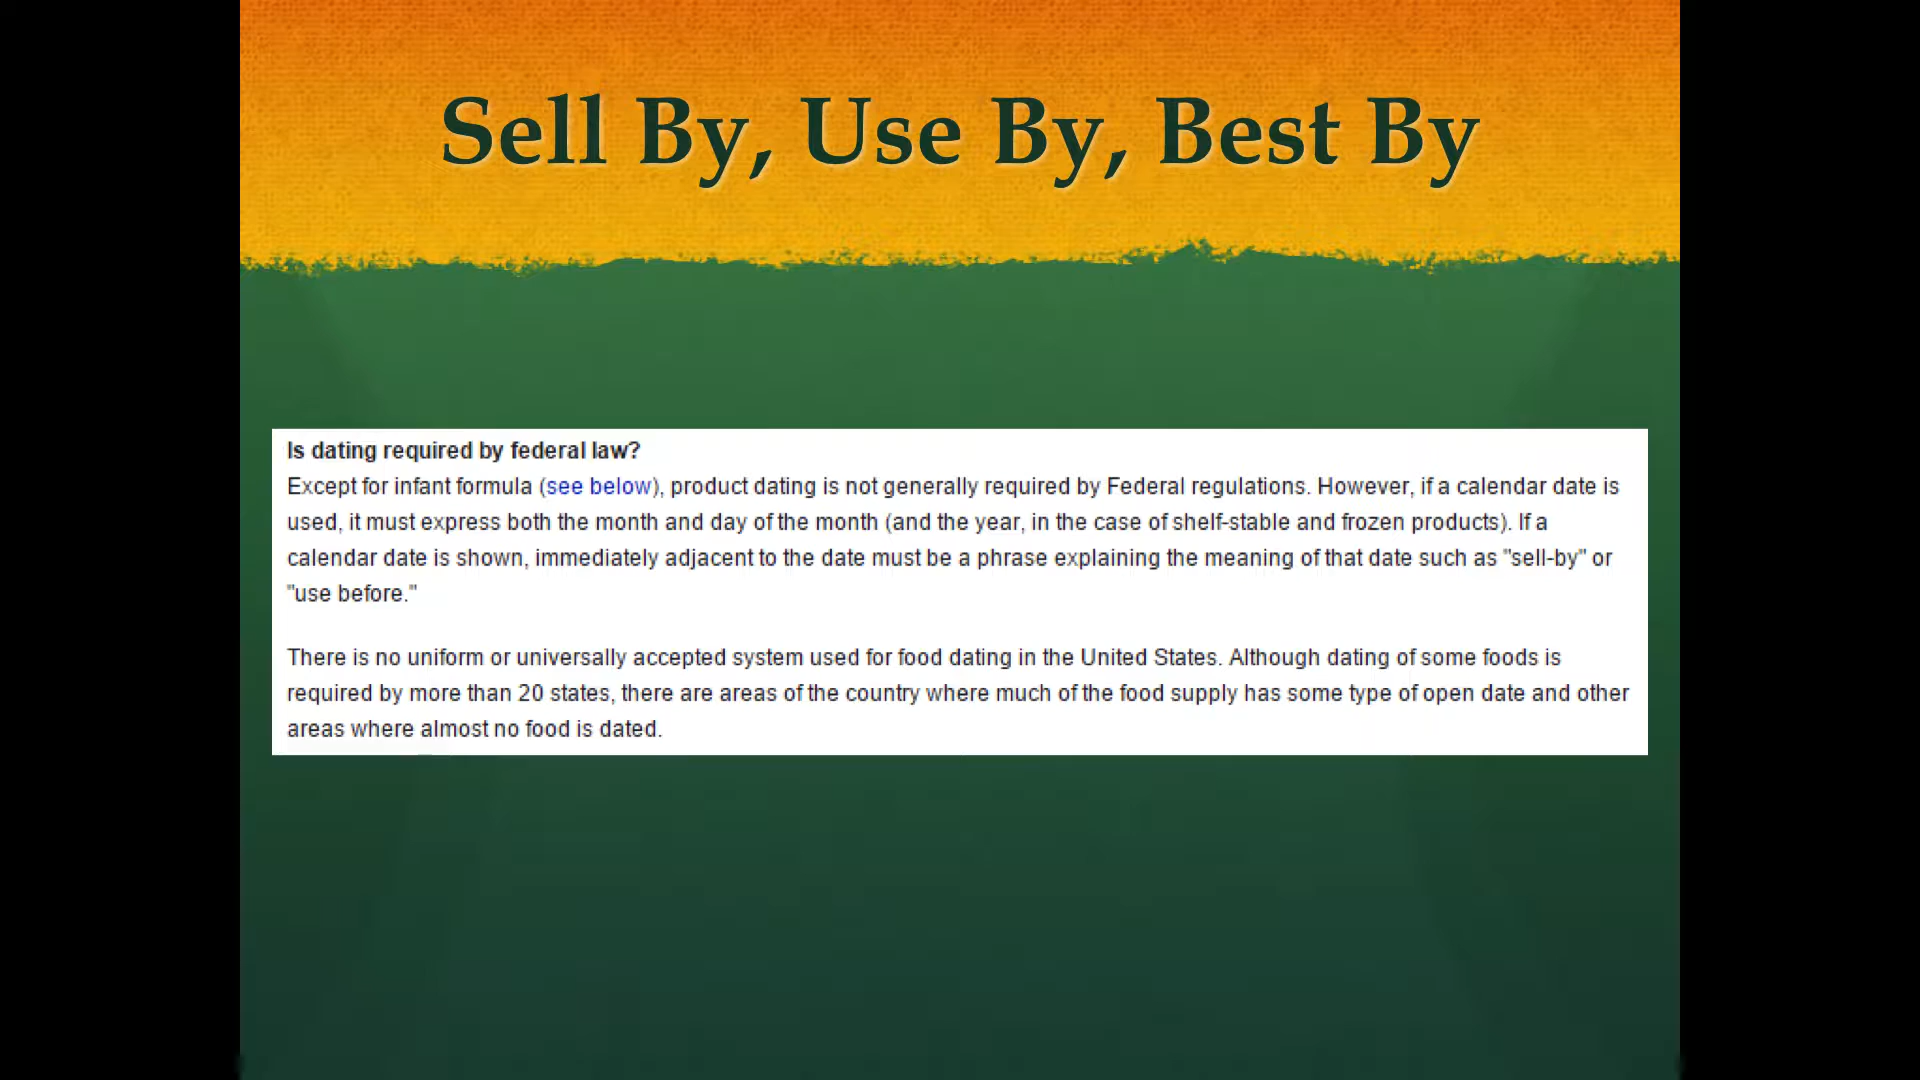 Sell By, Use By, Best By
Is dating required by federal law?
Except for infant formula (see below), product dating is not generally required by Federal regulations. However, if a calendar date is
used, it must express both the month and day of the month (and the year, in the case of shelf-stable and frozen products). If a
calendar date is shown, immediately adjacent to the date must be a phrase explaining the meaning of that date such as "sell-by" or
"use before."
There is no uniform or universally accepted system used for food dating in the United States. Although dating of some foods is
required by more than 20 states, there are areas of the country where much of the food supply has some type of open date and other
areas where almost no food is dated.